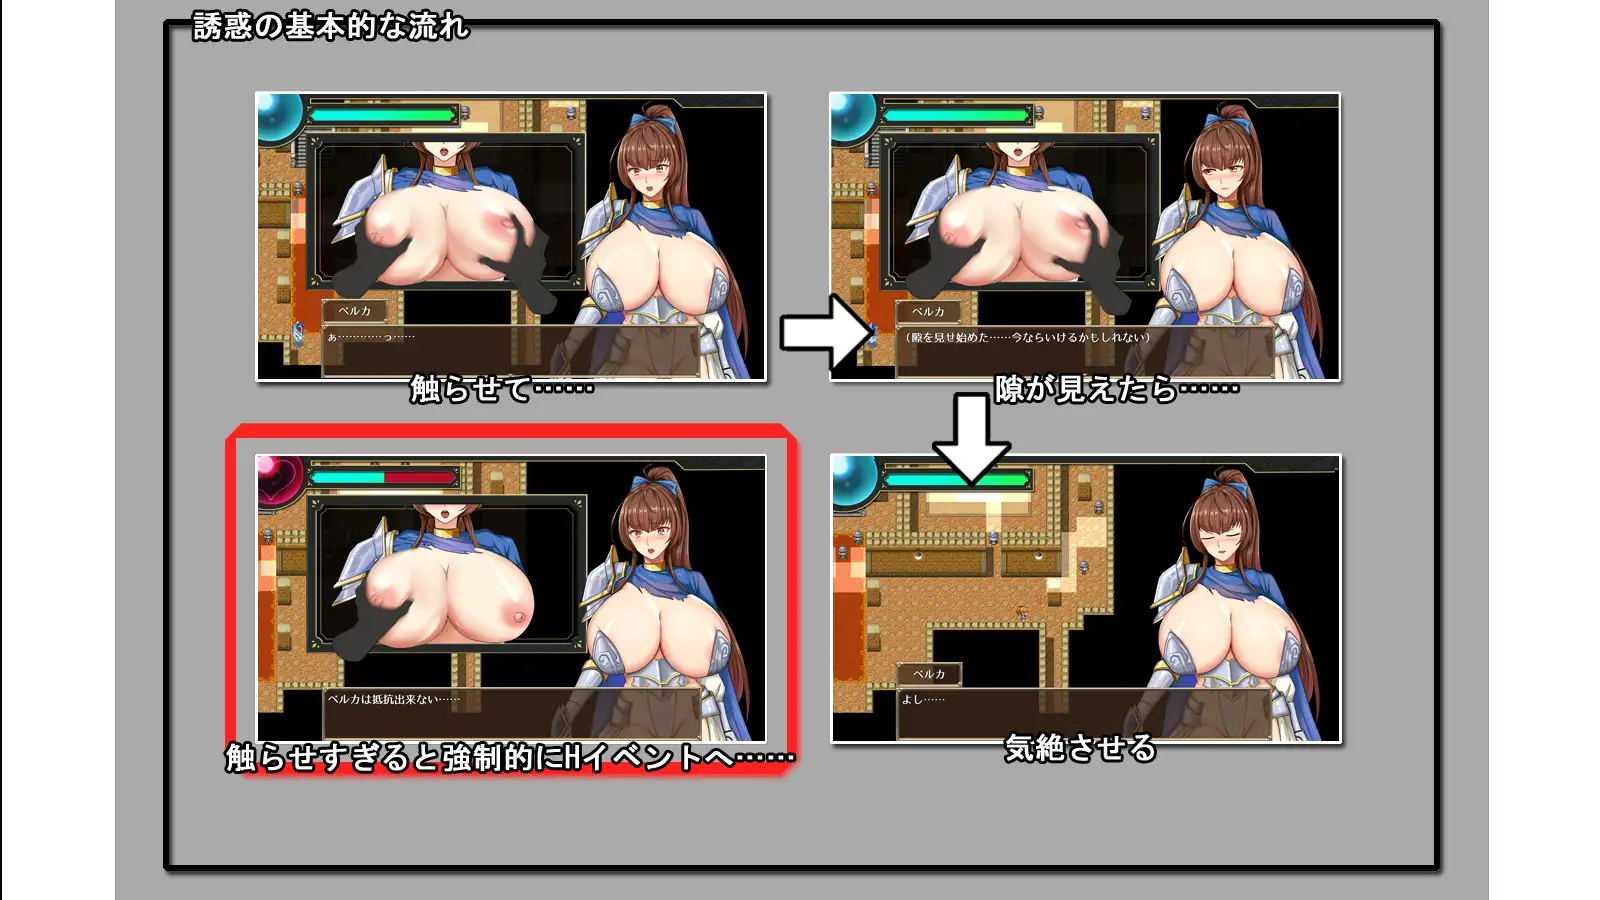 誘惑の基本的な流れ
ベルカ
ぁ…………っ……
触らせて……
ベルカ
（隙を見せ始めた……今ならいけるかもしれない）
隙が見えたら……
ベルカは抵抗出来ない……
触らせすぎると強制的にHイベントへ……
ベルカ
よし……
気絶させる